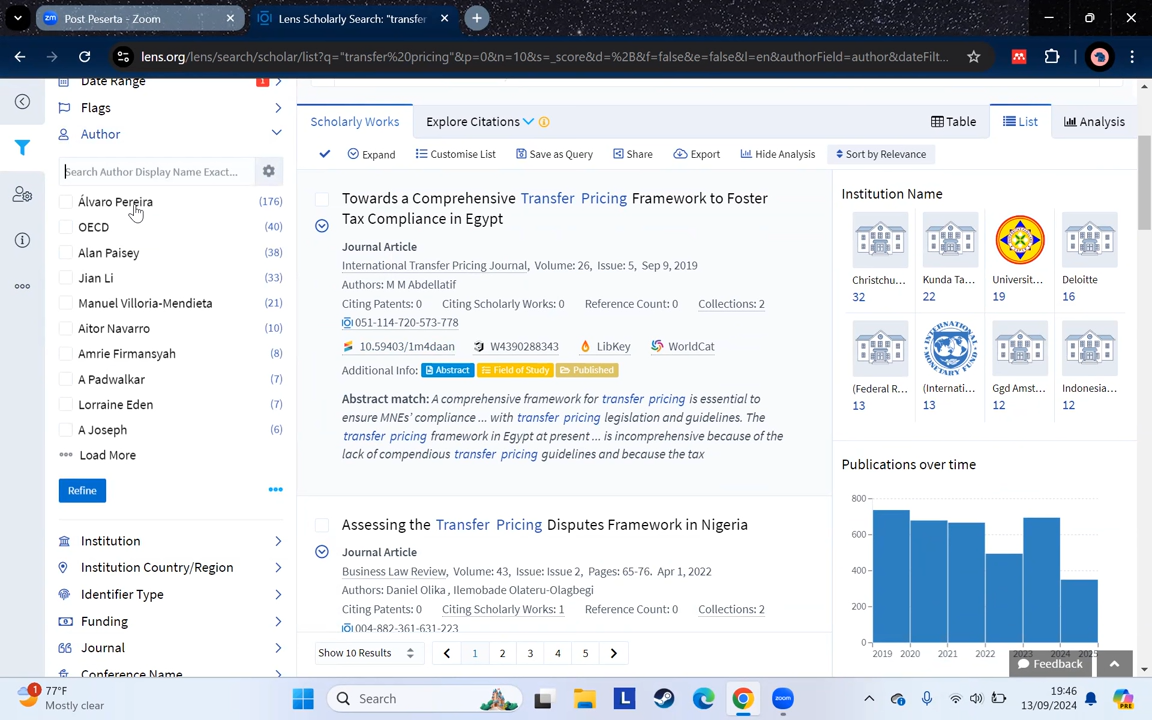 Post Peserta - Zoom
Lens Scholarly Search: "transfer
lens.org/lens/search/scholar/list?q="transfer%20pricing"&p=0&n=10&s=_score&d=%2B&f=false&e=false&l=en&authorField=author&dateFilt...
Date Range
1
Flags
Author
Search Author Display Name Exact...
Álvaro Pereira (176)
OECD (40)
Alan Paisey (38)
Jian Li (33)
Manuel Villoria-Mendieta (21)
Aitor Navarro (10)
Amrie Firmansyah (8)
A Padwalkar (7)
Lorraine Eden (7)
A Joseph (6)
Load More
Refine
Institution
Institution Country/Region
Identifier Type
Funding
Journal
Conference Name
Scholarly Works
Explore Citations
Table
List
Analysis
Expand
Customise List
Save as Query
Share
Export
Hide Analysis
Sort by Relevance
Towards a Comprehensive Transfer Pricing Framework to Foster
Tax Compliance in Egypt
Journal Article
International Transfer Pricing Journal, Volume: 26, Issue: 5, Sep 9, 2019
Authors: M M Abdellatif
Citing Patents: 0 Citing Scholarly Works: 0 Reference Count: 0 Collections: 2
051-114-720-573-778
10.59403/1m4daan W4390288343 LibKey WorldCat
Additional Info: Abstract Field of Study Published
Abstract match: A comprehensive framework for transfer pricing is essential to
ensure MNEs' compliance ... with transfer pricing legislation and guidelines. The
transfer pricing framework in Egypt at present ... is incomprehensive because of the
lack of compendious transfer pricing guidelines and because the tax
Assessing the Transfer Pricing Disputes Framework in Nigeria
Journal Article
Business Law Review, Volume: 43, Issue: Issue 2, Pages: 65-76. Apr 1, 2022
Authors: Daniel Olika , Ilemobade Olateru-Olagbegi
Citing Patents: 0 Citing Scholarly Works: 1 Reference Count: 0 Collections: 2
004-882-361-631-223
Show 10 Results
1 2 3 4 5
Institution Name
Christchu... Kunda Ta... Universit... Deloitte
32 22 19 16
(Federal R... (Internati... Ggd Amst... Indonesia...
13 13 12 12
Publications over time
800
600
400
200
0
2019 2020 2021 2022 2023 2024 2025
Feedback
1
77°F
Mostly clear
Search
L
zoom
19:46
13/09/2024
PRE